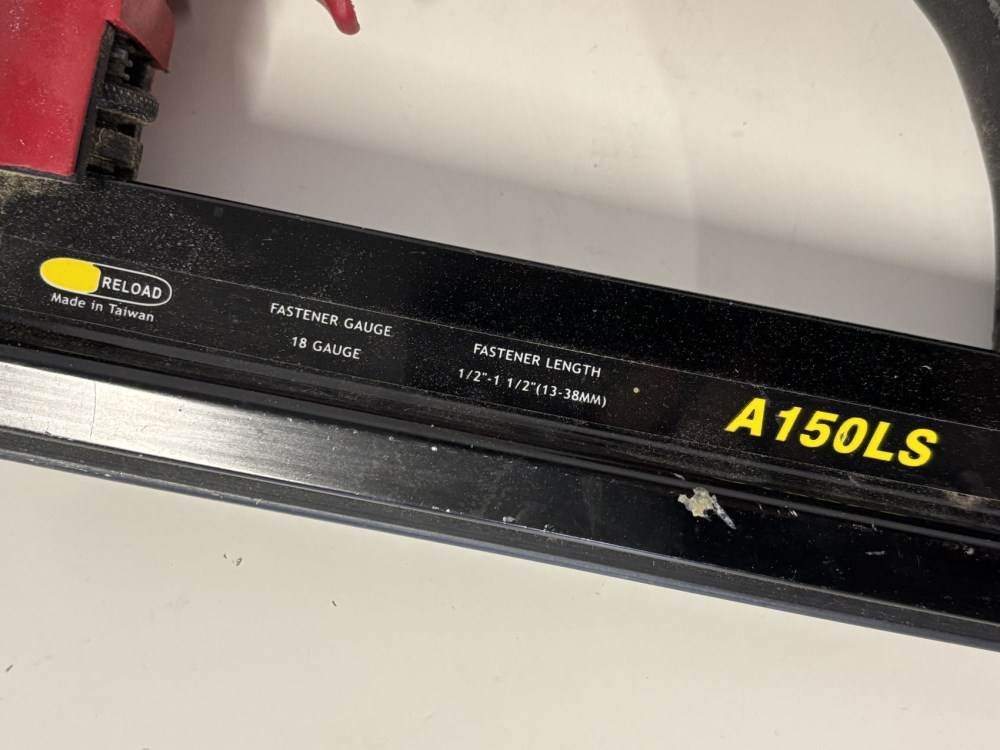 RELOAD
Made in Taiwan
FASTENER GAUGE
18 GAUGE
FASTENER LENGTH
1/2"-1 1/2"(13-38MM)
A150LS